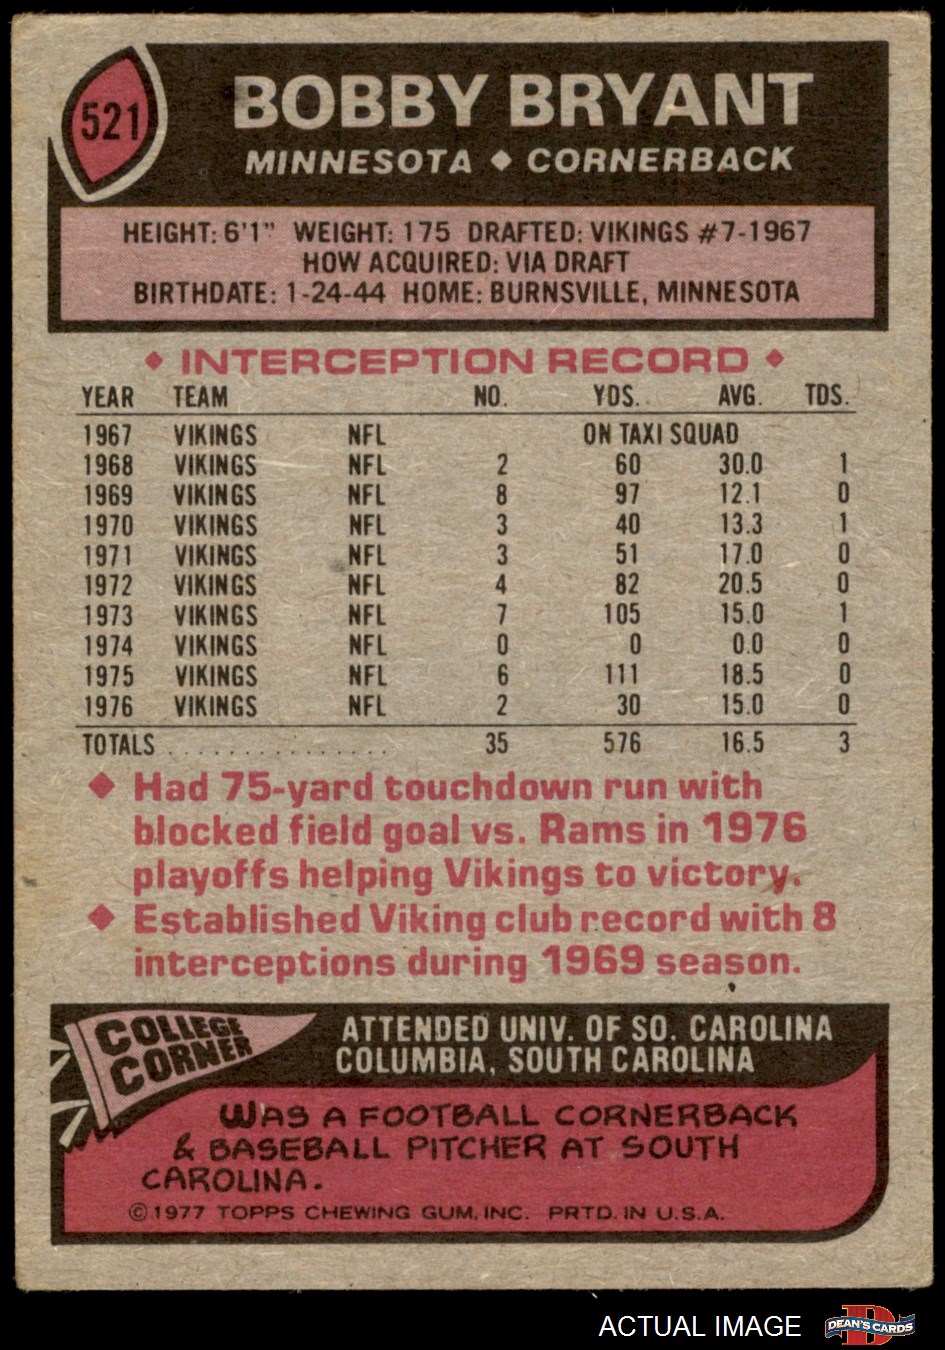 521
BOBBY BRYANT
MINNESOTA ◆ CORNERBACK
HEIGHT: 6'1" WEIGHT: 175 DRAFTED: VIKINGS #7-1967
HOW ACQUIRED: VIA DRAFT
BIRTHDATE: 1-24-44 HOME: BURNSVILLE, MINNESOTA
◆ INTERCEPTION RECORD ◆
YEAR TEAM NO. YDS. AVG. TDS.
1967 VIKINGS NFL ON TAXI SQUAD
1968 VIKINGS NFL 2 60 30.0 1
1969 VIKINGS NFL 8 97 12.1 0
1970 VIKINGS NFL 3 40 13.3 1
1971 VIKINGS NFL 3 51 17.0 0
1972 VIKINGS NFL 4 82 20.5 0
1973 VIKINGS NFL 7 105 15.0 1
1974 VIKINGS NFL 0 0 0.0 0
1975 VIKINGS NFL 6 111 18.5 0
1976 VIKINGS NFL 2 30 15.0 0
TOTALS . . . . . . . . . . . . . . . . 35 576 16.5 3
◆ Had 75-yard touchdown run with
blocked field goal vs. Rams in 1976
playoffs helping Vikings to victory.
◆ Established Viking club record with 8
interceptions during 1969 season.
COLLEGE
CORNER
ATTENDED UNIV. OF SO. CAROLINA
COLUMBIA, SOUTH CAROLINA
WAS A FOOTBALL CORNERBACK
& BASEBALL PITCHER AT SOUTH
CAROLINA.
© 1977 TOPPS CHEWING GUM, INC. PRTD. IN U.S.A.
ACTUAL IMAGE
D
DEAN'S CARDS